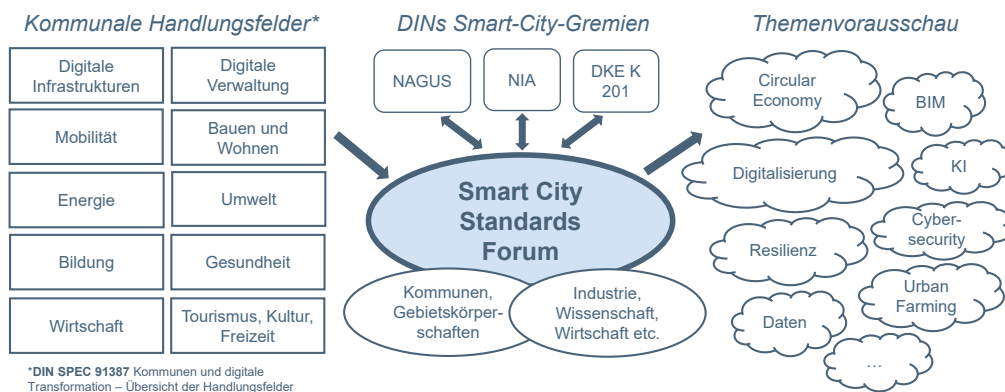 Kommunale Handlungsfelder*
Digitale
Infrastrukturen
Digitale
Verwaltung
Mobilität
Bauen und
Wohnen
Energie
Umwelt
Bildung
Gesundheit
Wirtschaft
Tourismus, Kultur,
Freizeit
*DIN SPEC 91387 Kommunen und digitale
Transformation – Übersicht der Handlungsfelder
DINs Smart-City-Gremien
NAGUS
NIA
DKE K
201
Smart City
Standards
Forum
Kommunen,
Gebietskörper-
schaften
Industrie,
Wissenschaft,
Wirtschaft etc.
Themenvorausschau
Circular
Economy
BIM
Digitalisierung
KI
Resilienz
Cyber-
security
Urban
Farming
Daten
...